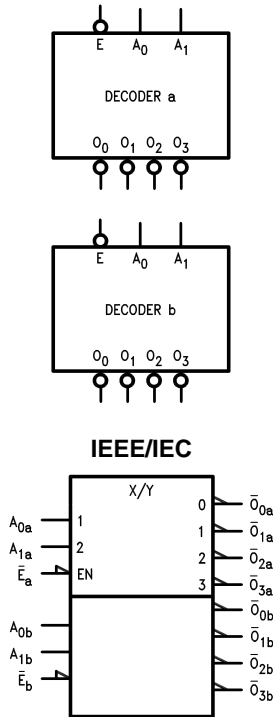 E A₀ A₁
DECODER a
O₀ O₁ O₂ O₃
E A₀ A₁
DECODER b
O₀ O₁ O₂ O₃
IEEE/IEC
X/Y
A₀ₐ 1 0 Ō₀ₐ
A₁ₐ 2 1 Ō₁ₐ
Ēₐ EN 2 Ō₂ₐ
3 Ō₃ₐ
Ō₀b
A₀b Ō₁b
A₁b Ō₂b
Ēb Ō₃b